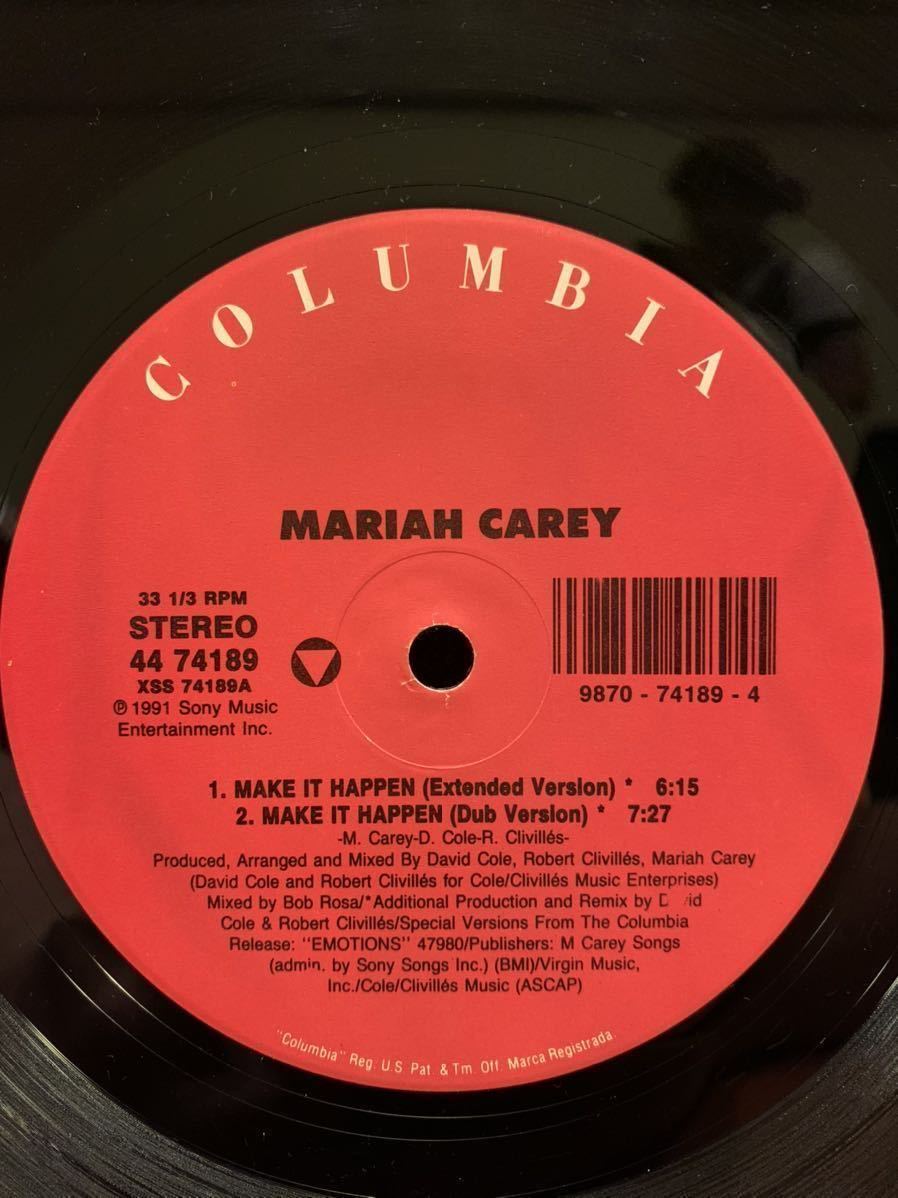 COLUMBIA
MARIAH CAREY
33 1/3 RPM
STEREO
44 74189
XSS 74189A
℗ 1991 Sony Music
Entertainment Inc.
9870 - 74189 - 4
1. MAKE IT HAPPEN (Extended Version) * 6:15
2. MAKE IT HAPPEN (Dub Version) * 7:27
-M. Carey-D. Cole-R. Clivillés-
Produced, Arranged and Mixed By David Cole, Robert Clivillés, Mariah Carey
(David Cole and Robert Clivillés for Cole/Clivillés Music Enterprises)
Mixed by Bob Rosa/*Additional Production and Remix by David
Cole & Robert Clivillés/Special Versions From The Columbia
Release: "EMOTIONS" 47980/Publishers: M Carey Songs
(admin. by Sony Songs Inc.) (BMI)/Virgin Music,
Inc./Cole/Clivillés Music (ASCAP)
"Columbia" Reg. U.S. Pat. & Tm. Off. Marca Registrada.